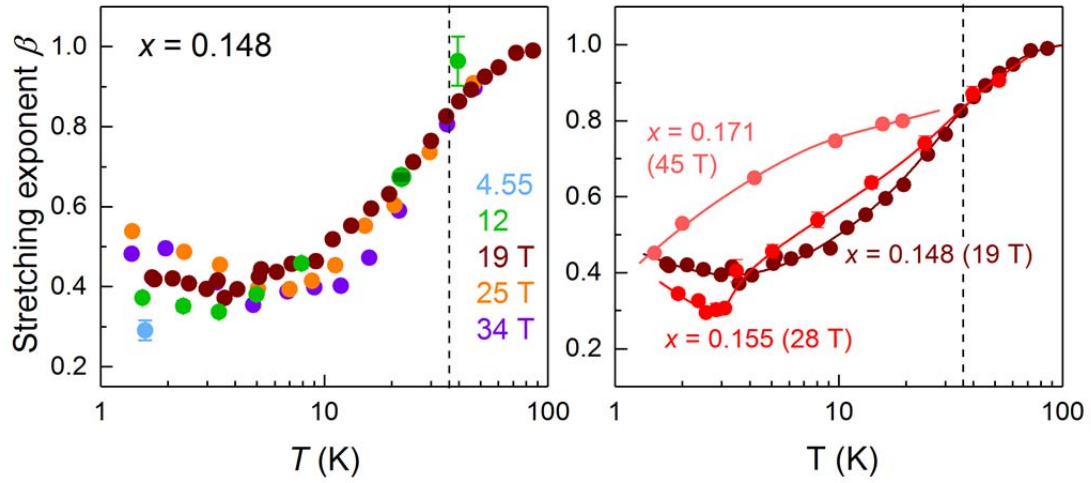 Stretching exponent β
1.0
0.8
0.6
0.4
0.2
x = 0.148
4.55
12
19 T
25 T
34 T
1
10
100
T (K)
1.0
0.8
0.6
0.4
0.2
x = 0.171
(45 T)
x = 0.148 (19 T)
x = 0.155 (28 T)
1
10
100
T (K)